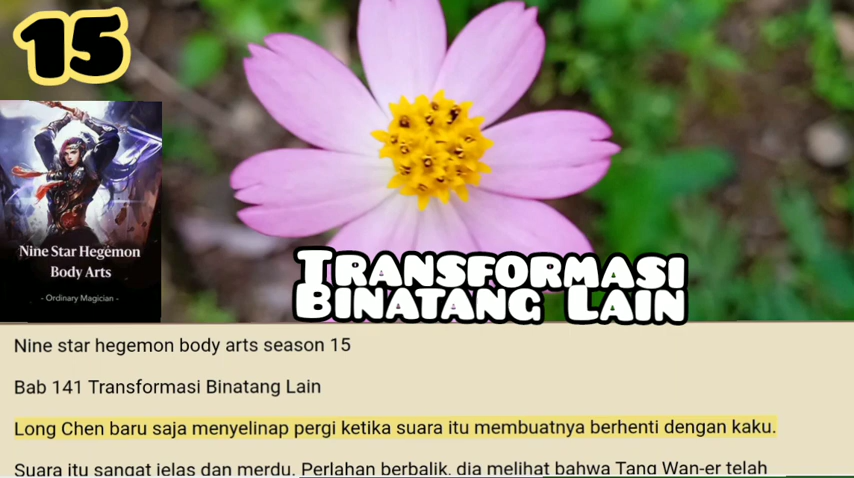 15
Nine Star Hegemon
Body Arts
- Ordinary Magician -
TRANSFORMASI
BINATANG LAIN
Nine star hegemon body arts season 15
Bab 141 Transformasi Binatang Lain
Long Chen baru saja menyelinap pergi ketika suara itu membuatnya berhenti dengan kaku.
Suara itu sangat jelas dan merdu. Perlahan berbalik, dia melihat bahwa Tang Wan-er telah